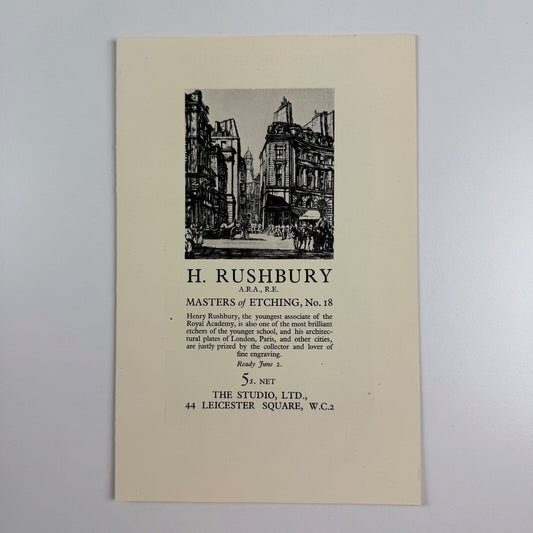 H. RUSHBURY
A.R.A., R.E.
MASTERS of ETCHING, No. 18
Henry Rushbury, the youngest associate of the
Royal Academy, is also one of the most brilliant
etchers of the younger school, and his architec-
tural plates of London, Paris, and other cities,
are justly prized by the collector and lover of
fine engraving.
Ready June 2.
5s. NET
THE STUDIO, LTD.,
44 LEICESTER SQUARE, W.C.2